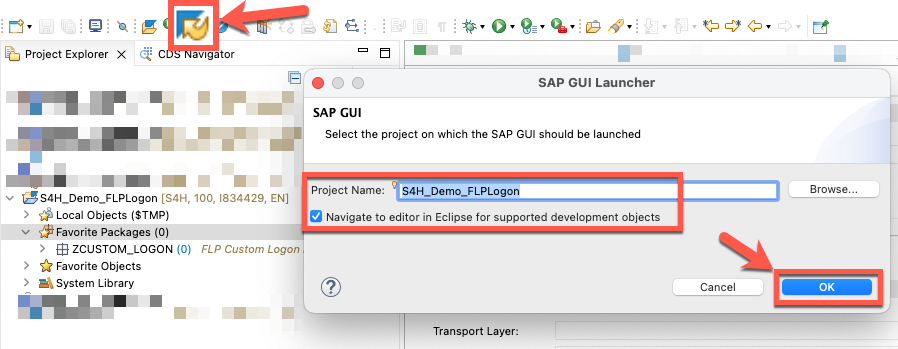 Project Explorer
CDS Navigator
SAP GUI Launcher
SAP GUI
Select the project on which the SAP GUI should be launched
Project Name: S4H_Demo_FLPLogon
Browse...
Navigate to editor in Eclipse for supported development objects
S4H_Demo_FLPLogon [S4H, 100, I834429, EN]
Local Objects ($TMP)
Favorite Packages (0)
ZCUSTOM_LOGON (0) FLP Custom Logon
Favorite Objects
System Library
?
Cancel
OK
Transport Layer: